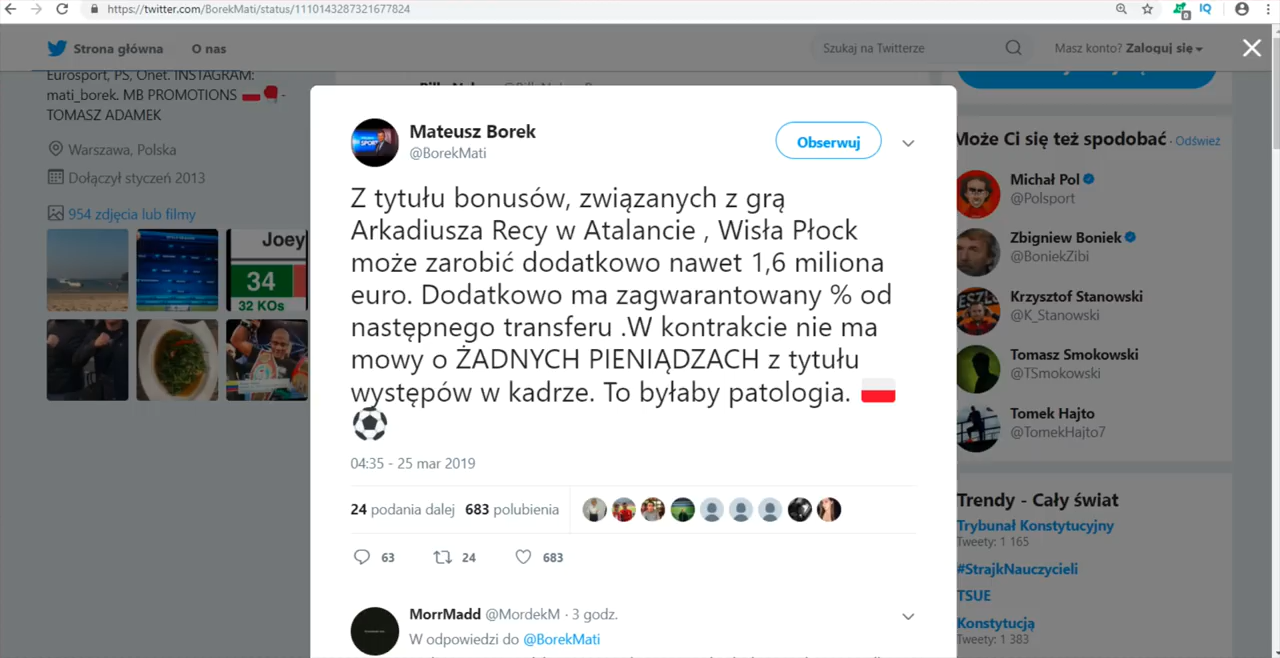 https://twitter.com/BorekMati/status/1110143287321677824
IQ
0
Strona główna
O nas
Szukaj na Twitterze
Masz konto? Zaloguj się
Eurosport, PS, Onet. INSTAGRAM:
mati_borek. MB PROMOTIONS 🇵🇱🥊-
TOMASZ ADAMEK
Warszawa, Polska
Dołączył styczeń 2013
954 zdjęcia lub filmy
Joey
34
32 KOs
Mateusz Borek
@BorekMati
Obserwuj
Z tytułu bonusów, związanych z grą
Arkadiusza Recy w Atalancie , Wisła Płock
może zarobić dodatkowo nawet 1,6 miliona
euro. Dodatkowo ma zagwarantowany % od
następnego transferu .W kontrakcie nie ma
mowy o ŻADNYCH PIENIĄDZACH z tytułu
występów w kadrze. To byłaby patologia. 🇵🇱
⚽
04:35 - 25 mar 2019
24 podania dalej 683 polubienia
63 24 683
MorrMadd @MordekM · 3 godz.
W odpowiedzi do @BorekMati
Może Ci się też spodobać · Odśwież
Michał Pol
@Polsport
Zbigniew Boniek
@BoniekZibi
Krzysztof Stanowski
@K_Stanowski
Tomasz Smokowski
@TSmokowski
Tomek Hajto
@TomekHajto7
Trendy - Cały świat
Trybunał Konstytucyjny
Tweety: 1 165
#StrajkNauczycieli
TSUE
Konstytucją
Tweety: 1 383